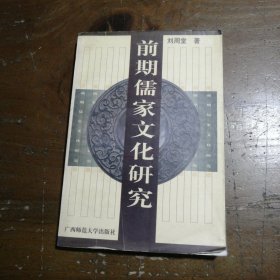 刘周堂 著
前期儒家文化研究
广西师范大学出版社